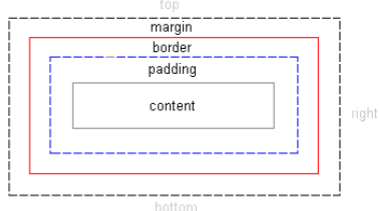 top
margin
border
padding
content
right
bottom